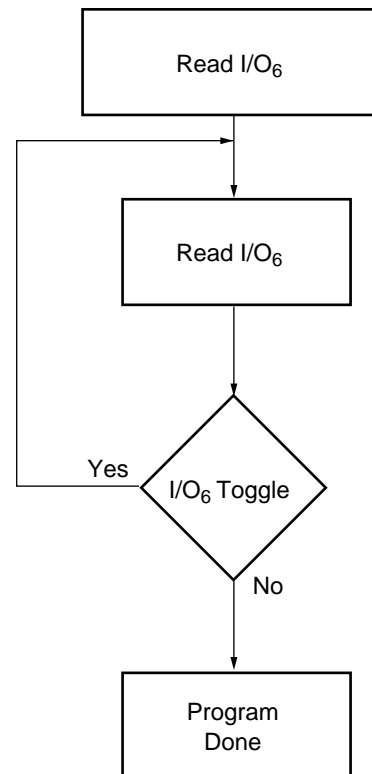 Read I/O₆
Read I/O₆
Yes
I/O₆ Toggle
No
Program
Done